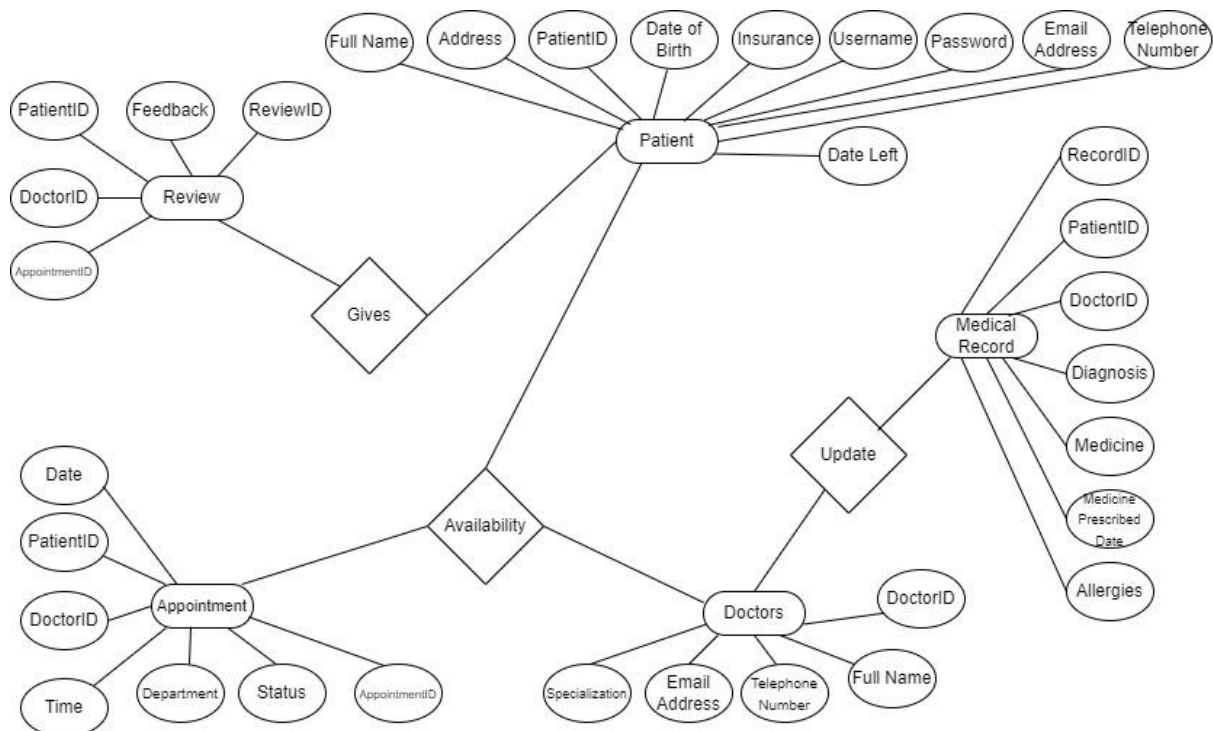 Full Name
Address
PatientID
Date of
Birth
Insurance
Username
Password
Email
Address
Telephone
Number
PatientID
Feedback
ReviewID
Patient
Date Left
RecordID
DoctorID
Review
AppointmentID
PatientID
Gives
DoctorID
Medical
Record
Diagnosis
Medicine
Update
Date
Medicine
Prescribed
Date
Availability
PatientID
Allergies
Appointment
DoctorID
Doctors
DoctorID
Time
Department
Status
AppointmentID
Specialization
Email
Address
Telephone
Number
Full Name